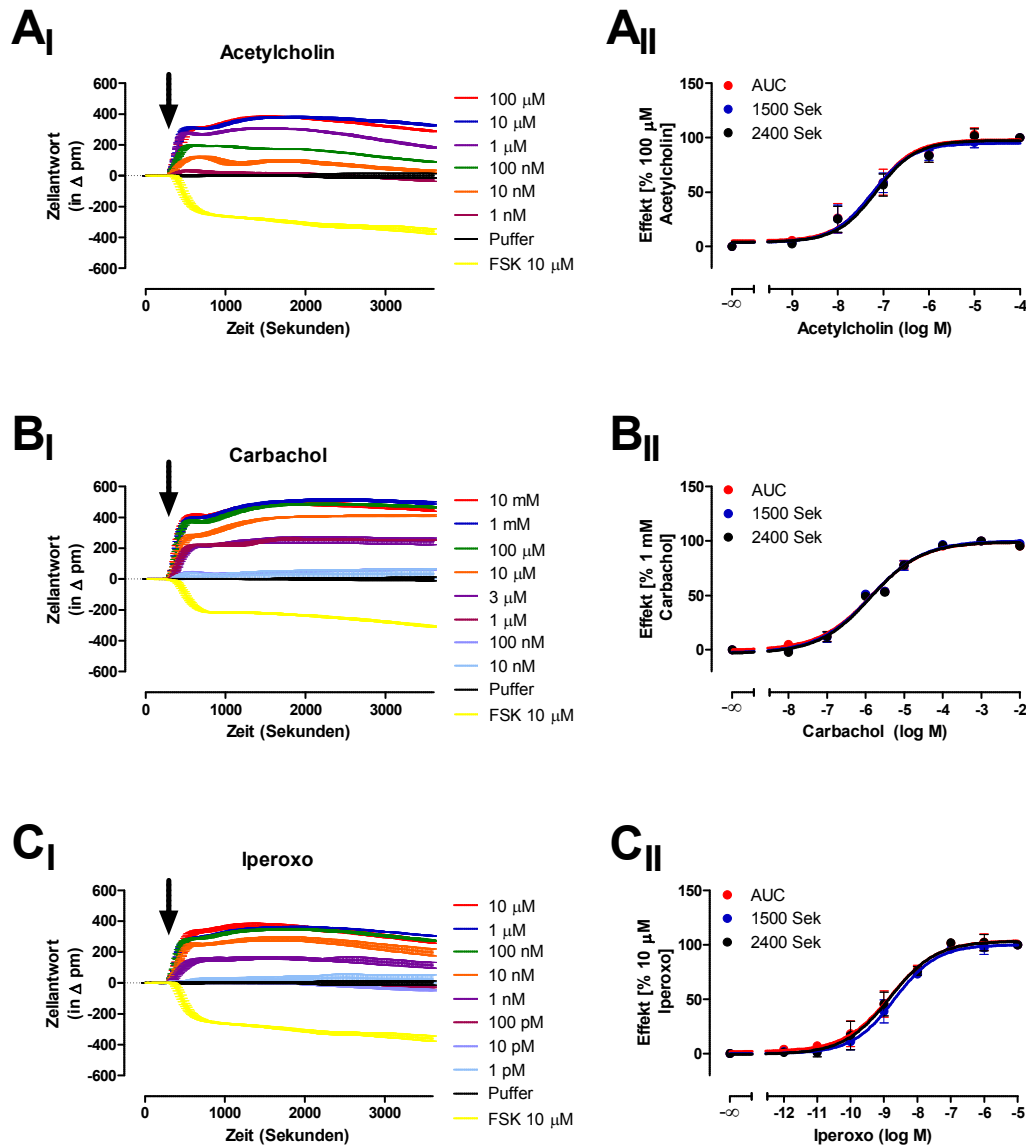 AI
Acetylcholin
Zellantwort
(in Δ pm)
600
400
200
0
-200
-400
-600
0 1000 2000 3000
Zeit (Sekunden)
100 μM
10 μM
1 μM
100 nM
10 nM
1 nM
Puffer
FSK 10 μM
AII
Effekt [% 100 μM
Acetylcholin]
150
100
50
0
AUC
1500 Sek
2400 Sek
-∞ -9 -8 -7 -6 -5 -4
Acetylcholin (log M)
BI
Carbachol
Zellantwort
(in Δ pm)
600
400
200
0
-200
-400
-600
0 1000 2000 3000
Zeit (Sekunden)
10 mM
1 mM
100 μM
10 μM
3 μM
1 μM
100 nM
10 nM
Puffer
FSK 10 μM
BII
Effekt [% 1 mM
Carbachol]
150
100
50
0
AUC
1500 Sek
2400 Sek
-∞ -8 -7 -6 -5 -4 -3 -2
Carbachol (log M)
CI
Iperoxo
Zellantwort
(in Δ pm)
600
400
200
0
-200
-400
-600
0 1000 2000 3000
Zeit (Sekunden)
10 μM
1 μM
100 nM
10 nM
1 nM
100 pM
10 pM
1 pM
Puffer
FSK 10 μM
CII
Effekt [% 10 μM
Iperoxo]
150
100
50
0
AUC
1500 Sek
2400 Sek
-∞ -12 -11 -10 -9 -8 -7 -6 -5
Iperoxo (log M)